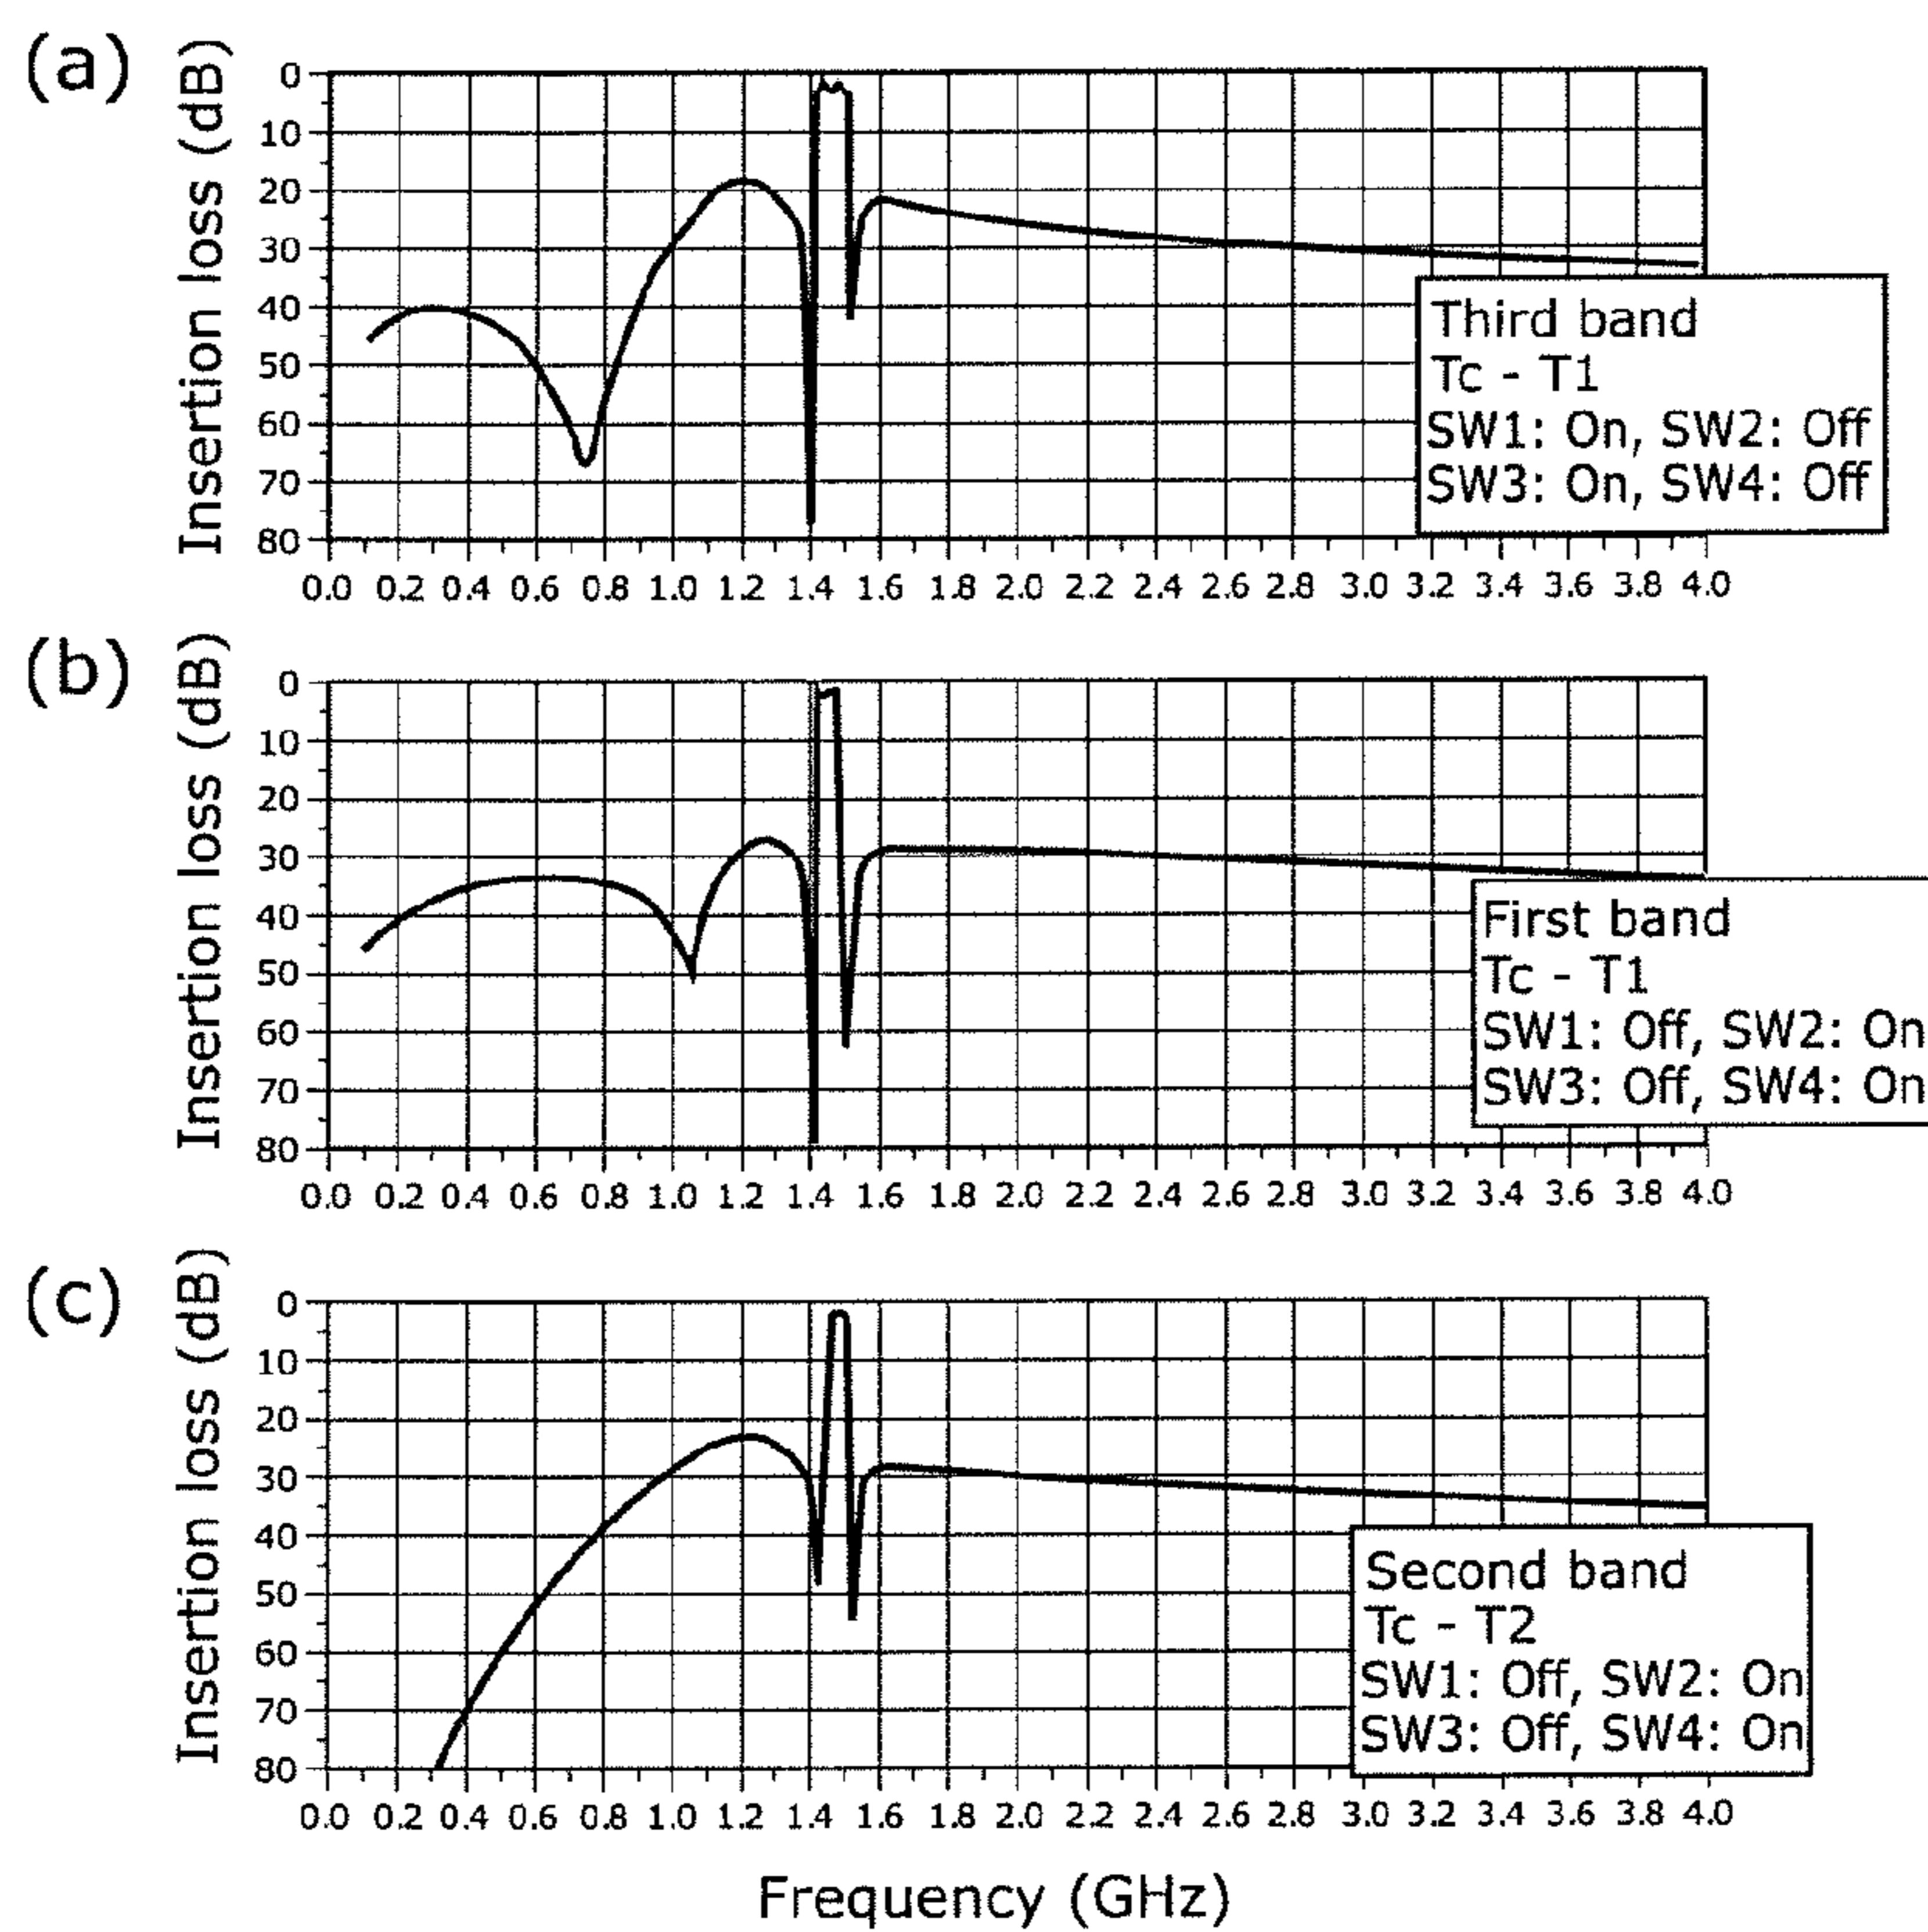 (a)
Insertion loss (dB)
0
10
20
30
40
50
60
70
80
0.0 0.2 0.4 0.6 0.8 1.0 1.2 1.4 1.6 1.8 2.0 2.2 2.4 2.6 2.8 3.0 3.2 3.4 3.6 3.8 4.0
Third band
Tc - T1
SW1: On, SW2: Off
SW3: On, SW4: Off
(b)
Insertion loss (dB)
0
10
20
30
40
50
60
70
80
0.0 0.2 0.4 0.6 0.8 1.0 1.2 1.4 1.6 1.8 2.0 2.2 2.4 2.6 2.8 3.0 3.2 3.4 3.6 3.8 4.0
First band
Tc - T1
SW1: Off, SW2: On
SW3: Off, SW4: On
(c)
Insertion loss (dB)
0
10
20
30
40
50
60
70
80
0.0 0.2 0.4 0.6 0.8 1.0 1.2 1.4 1.6 1.8 2.0 2.2 2.4 2.6 2.8 3.0 3.2 3.4 3.6 3.8 4.0
Second band
Tc - T2
SW1: Off, SW2: On
SW3: Off, SW4: On
Frequency (GHz)